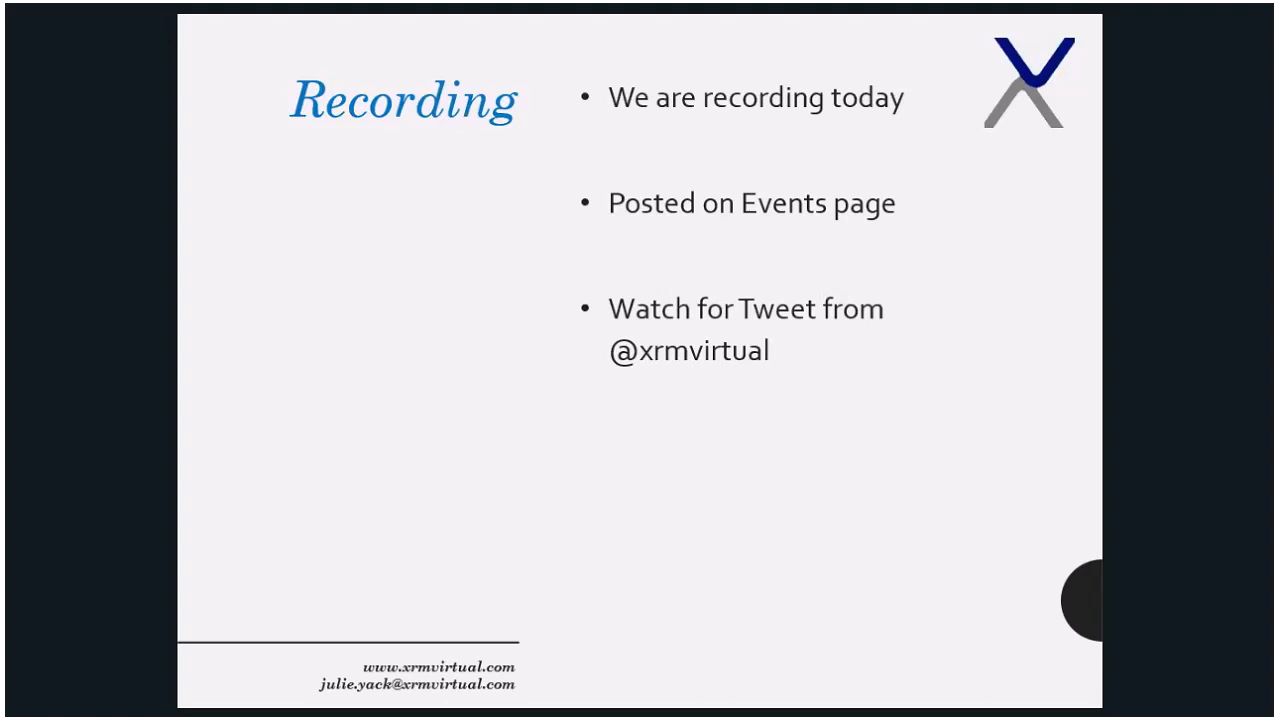 Recording
• We are recording today
• Posted on Events page
• Watch for Tweet from
@xrmvirtual
www.xrmvirtual.com
julie.yack@xrmvirtual.com